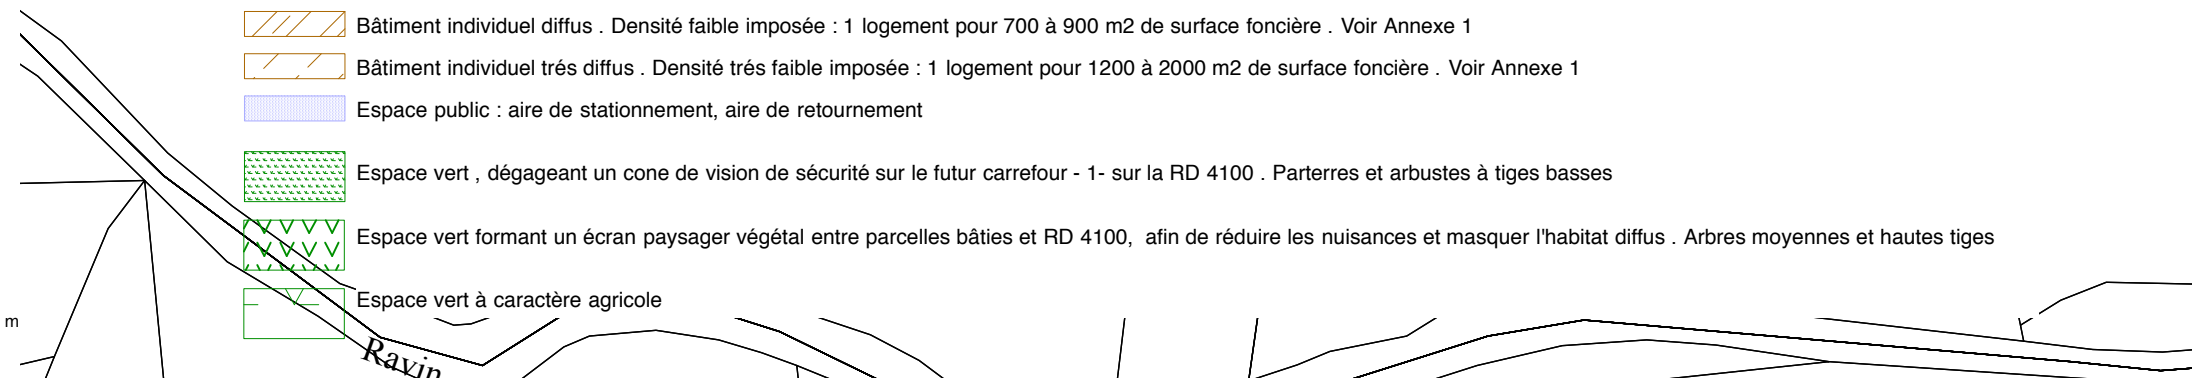 Bâtiment individuel diffus . Densité faible imposée : 1 logement pour 700 à 900 m2 de surface foncière . Voir Annexe 1
Bâtiment individuel trés diffus . Densité trés faible imposée : 1 logement pour 1200 à 2000 m2 de surface foncière . Voir Annexe 1
Espace public : aire de stationnement, aire de retournement
Espace vert , dégageant un cone de vision de sécurité sur le futur carrefour - 1- sur la RD 4100 . Parterres et arbustes à tiges basses
Espace vert formant un écran paysager végétal entre parcelles bâties et RD 4100,  afin de réduire les nuisances et masquer l'habitat diffus . Arbres moyennes et hautes tiges
Espace vert à caractère agricole
m
Ravin